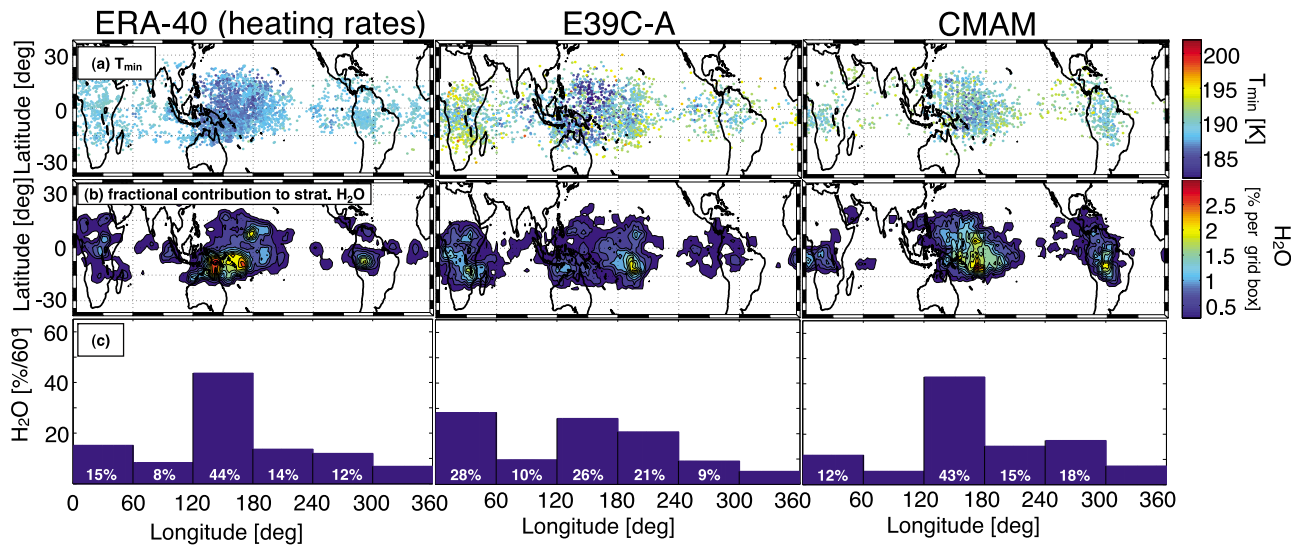 ERA-40 (heating rates) E39C-A CMAM
Latitude [deg]
30
0
-30
(a) Tmin
200
195
190
185
Tmin [K]
Latitude [deg]
30
0
-30
(b) fractional contribution to strat. H₂O
2.5
2
1.5
1
0.5
[% per grid box]
H₂O
H₂O [%/60°]
60
40
20
(c)
15% 8% 44% 14% 12%
28% 10% 26% 21% 9%
12% 43% 15% 18%
0 60 120 180 240 300 360
60 120 180 240 300 360
60 120 180 240 300 360
Longitude [deg] Longitude [deg] Longitude [deg]